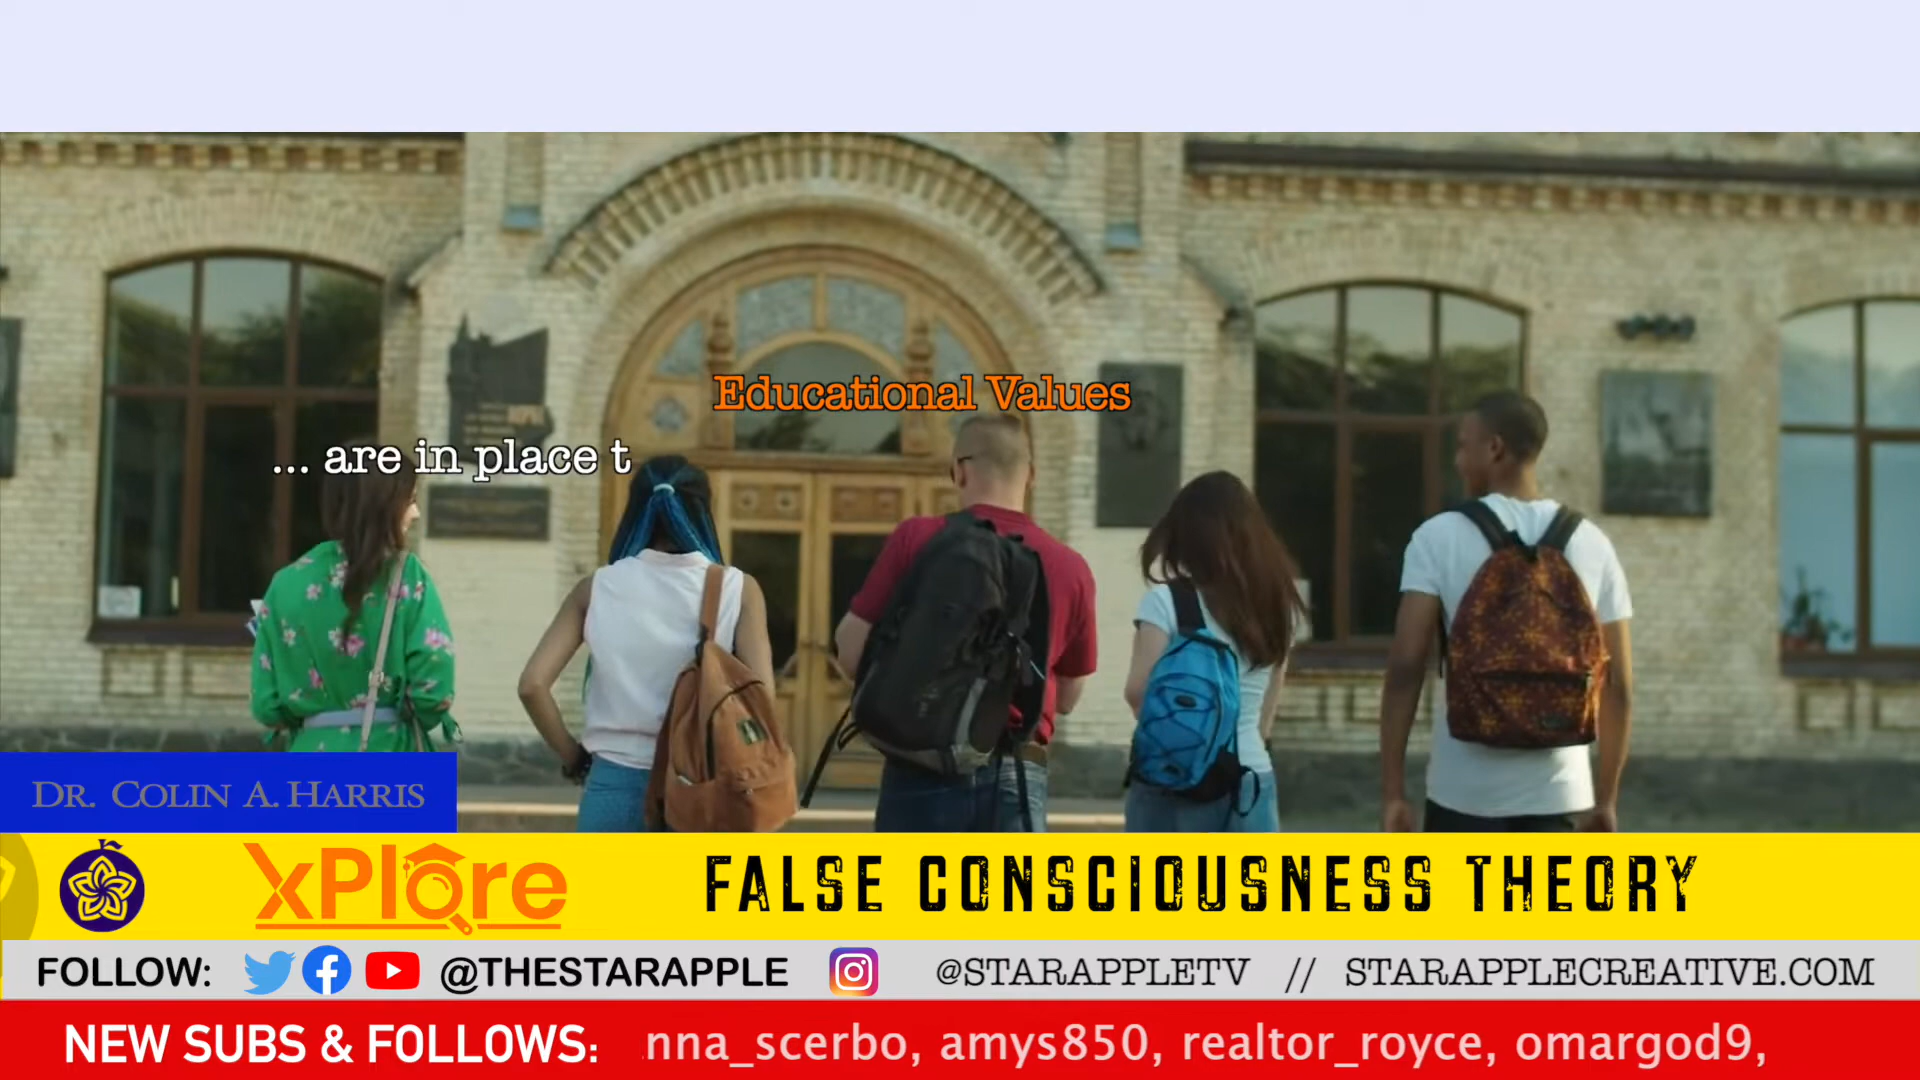 Educational Values
... are in place t
DR. COLIN A. HARRIS
xPlore
FALSE CONSCIOUSNESS THEORY
FOLLOW: @THESTARAPPLE @STARAPPLETV // STARAPPLECREATIVE.COM
NEW SUBS & FOLLOWS: nna_scerbo, amys850, realtor_royce, omargod9,